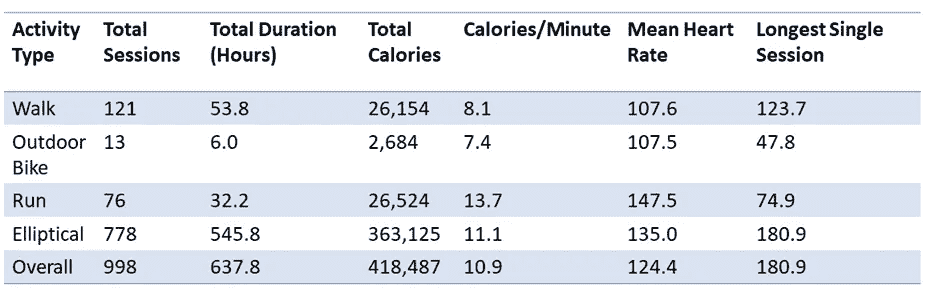 Activity Type Total Sessions Total Duration (Hours) Total Calories Calories/Minute Mean Heart Rate Longest Single Session
Walk 121 53.8 26,154 8.1 107.6 123.7
Outdoor Bike 13 6.0 2,684 7.4 107.5 47.8
Run 76 32.2 26,524 13.7 147.5 74.9
Elliptical 778 545.8 363,125 11.1 135.0 180.9
Overall 998 637.8 418,487 10.9 124.4 180.9